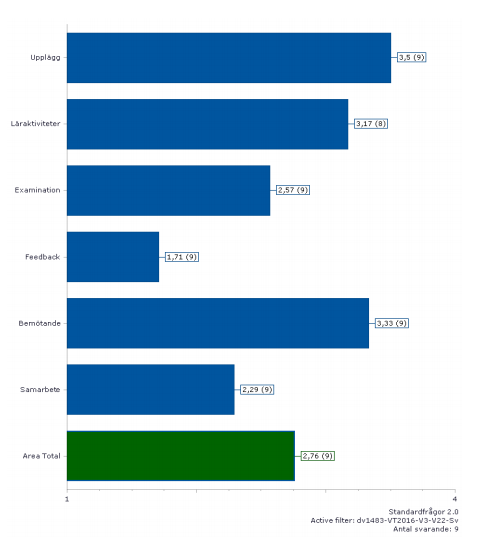 Upplägg
3,5 (9)
Läraktiviteter
3,17 (8)
Examination
2,57 (9)
Feedback
1,71 (9)
Bemötande
3,33 (9)
Samarbete
2,29 (9)
Area Total
2,76 (9)
1
4
Standardfrågor 2.0
Active filter: dv1483-VT2016-V3-V22-Sv
Antal svarande: 9